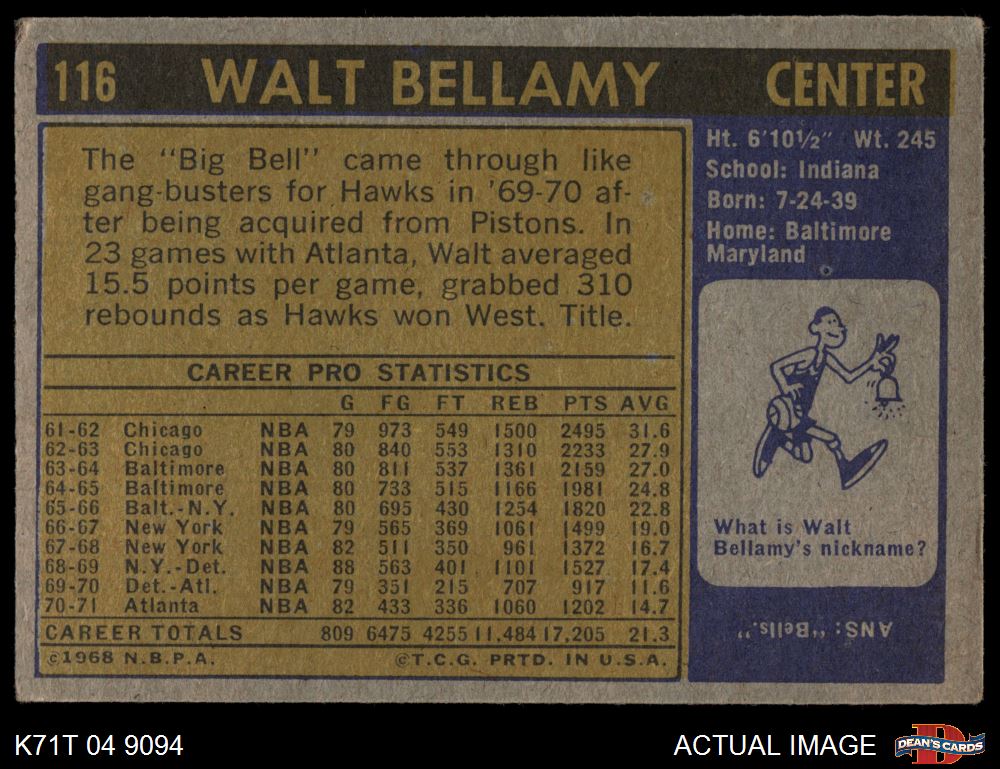 116 WALT BELLAMY CENTER
The "Big Bell" came through like
gang-busters for Hawks in '69-70 af-
ter being acquired from Pistons. In
23 games with Atlanta, Walt averaged
15.5 points per game, grabbed 310
rebounds as Hawks won West. Title.
CAREER PRO STATISTICS
G FG FT REB PTS AVG
61-62 Chicago NBA 79 973 549 1500 2495 31.6
62-63 Chicago NBA 80 840 553 1310 2233 27.9
63-64 Baltimore NBA 80 811 537 1361 2159 27.0
64-65 Baltimore NBA 80 733 515 1166 1981 24.8
65-66 Balt.-N.Y. NBA 80 695 430 1254 1820 22.8
66-67 New York NBA 79 565 369 1061 1499 19.0
67-68 New York NBA 82 511 350 961 1372 16.7
68-69 N.Y.-Det. NBA 88 563 401 1101 1527 17.4
69-70 Det.-Atl. NBA 79 351 215 707 917 11.6
70-71 Atlanta NBA 82 433 336 1060 1202 14.7
CAREER TOTALS 809 6475 4255 11,484 17,205 21.3
©1968 N.B.P.A. ©T.C.G. PRTD. IN U.S.A.
Ht. 6'10½" Wt. 245
School: Indiana
Born: 7-24-39
Home: Baltimore
Maryland
What is Walt
Bellamy's nickname?
ANS: "Bells."
K71T 04 9094 ACTUAL IMAGE
D
DEAN'S CARDS